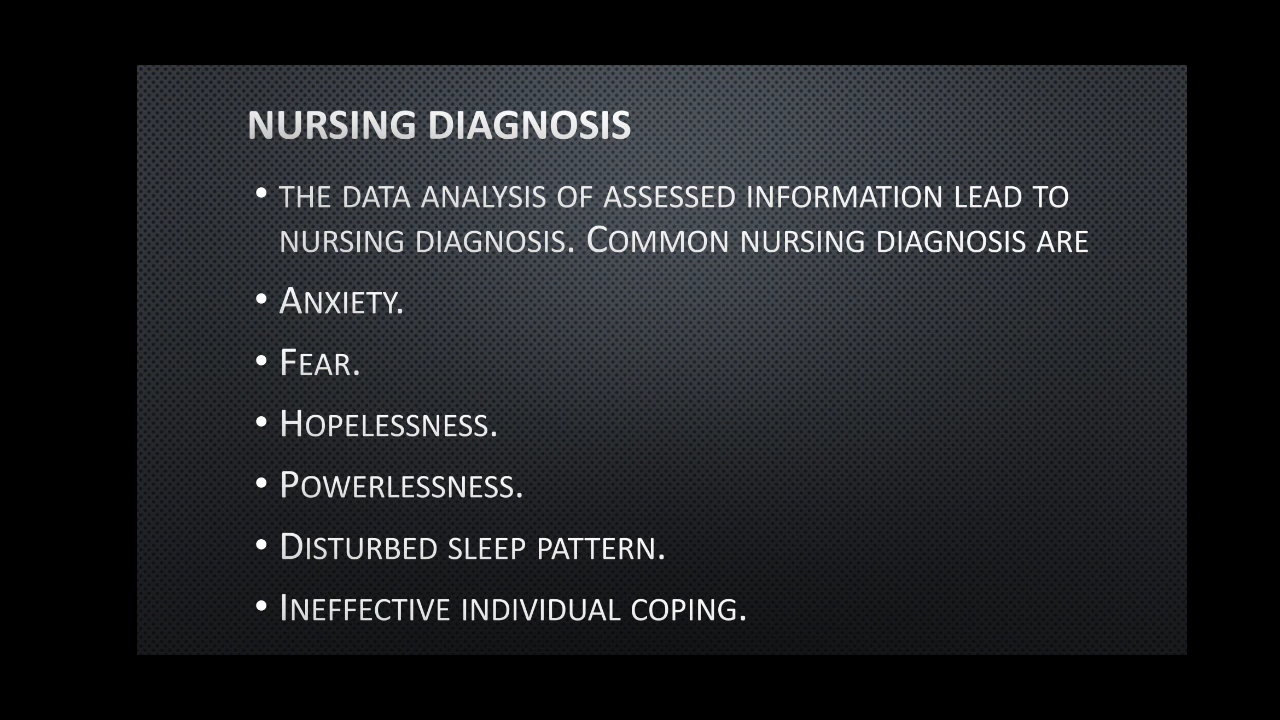 NURSING DIAGNOSIS
• THE DATA ANALYSIS OF ASSESSED INFORMATION LEAD TO
NURSING DIAGNOSIS. COMMON NURSING DIAGNOSIS ARE
• ANXIETY.
• FEAR.
• HOPELESSNESS.
• POWERLESSNESS.
• DISTURBED SLEEP PATTERN.
• INEFFECTIVE INDIVIDUAL COPING.